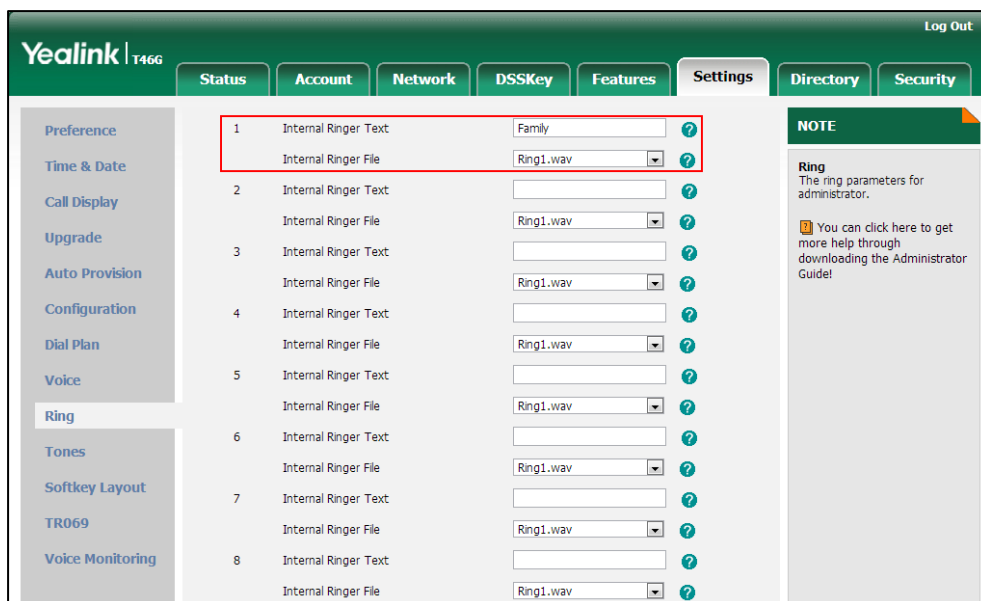 Log Out
Yealink T46G
Status Account Network DSSKey Features Settings Directory Security
Preference
Time & Date
Call Display
Upgrade
Auto Provision
Configuration
Dial Plan
Voice
Ring
Tones
Softkey Layout
TR069
Voice Monitoring
1 Internal Ringer Text Family ?
Internal Ringer File Ring1.wav ?
2 Internal Ringer Text ?
Internal Ringer File Ring1.wav ?
3 Internal Ringer Text ?
Internal Ringer File Ring1.wav ?
4 Internal Ringer Text ?
Internal Ringer File Ring1.wav ?
5 Internal Ringer Text ?
Internal Ringer File Ring1.wav ?
6 Internal Ringer Text ?
Internal Ringer File Ring1.wav ?
7 Internal Ringer Text ?
Internal Ringer File Ring1.wav ?
8 Internal Ringer Text ?
Internal Ringer File Ring1.wav ?
NOTE
Ring
The ring parameters for
administrator.
? You can click here to get
more help through
downloading the Administrator
Guide!